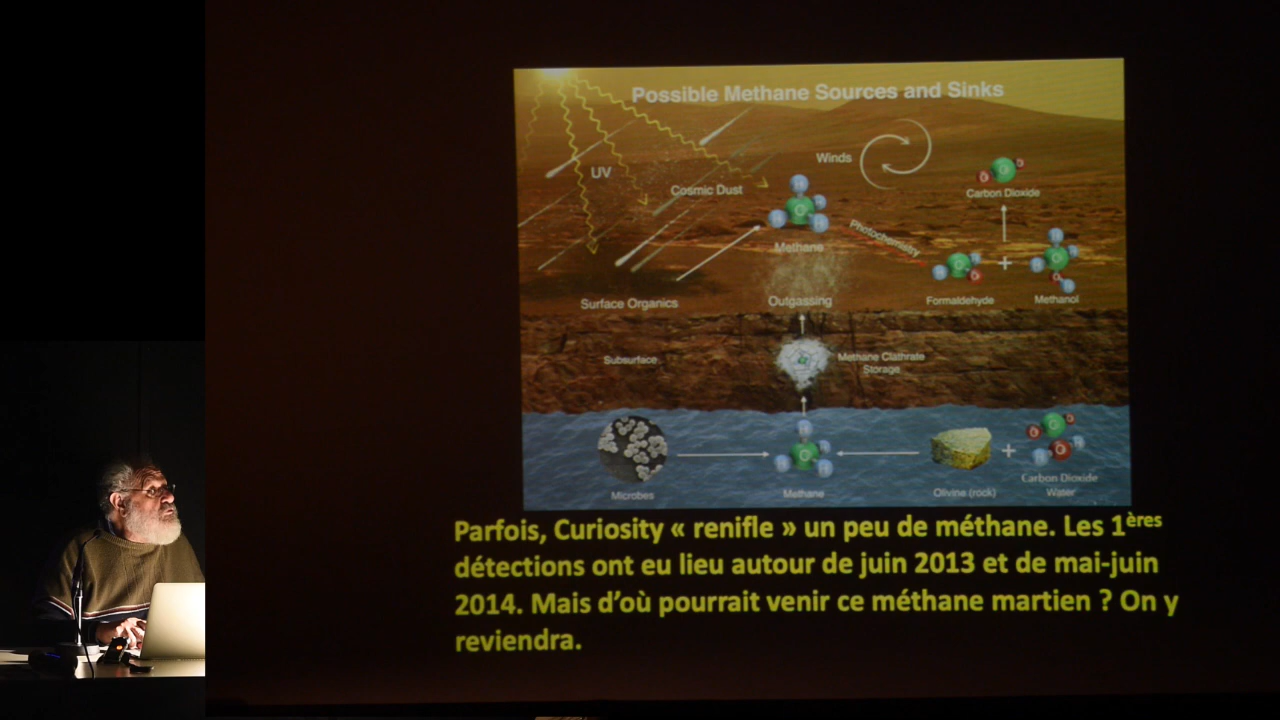 Possible Methane Sources and Sinks
Winds
UV
Cosmic Dust
Carbon Dioxide
Methane
Photochemistry
Surface Organics
Outgassing
Formaldehyde
Methanol
+
Subsurface
Methane Clathrate
Storage
+
Microbes
Methane
Olivine (rock)
Carbon Dioxide
Water
Parfois, Curiosity « renifle » un peu de méthane. Les 1ères
détections ont eu lieu autour de juin 2013 et de mai-juin
2014. Mais d’où pourrait venir ce méthane martien ? On y
reviendra.